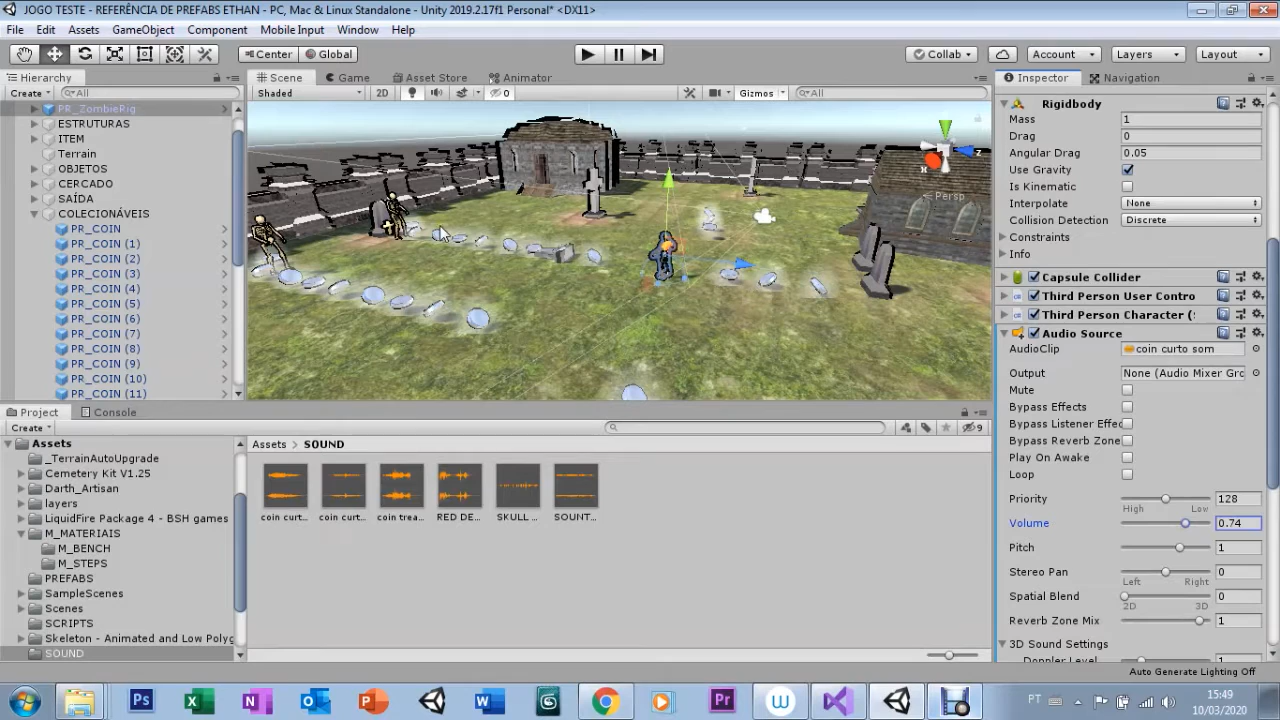 JOGO TESTE - REFERÊNCIA DE PREFABS ETHAN - PC, Mac & Linux Standalone - Unity 2019.2.17f1 Personal* <DX11>
File Edit Assets GameObject Component Mobile Input Window Help
Center Global Collab Account Layers Layout
Hierarchy
Create All
PR_ZombieRig
ESTRUTURAS
ITEM
Terrain
OBJETOS
CERCADO
SAÍDA
COLECIONÁVEIS
PR_COIN
PR_COIN (1)
PR_COIN (2)
PR_COIN (3)
PR_COIN (4)
PR_COIN (5)
PR_COIN (6)
PR_COIN (7)
PR_COIN (8)
PR_COIN (9)
PR_COIN (10)
PR_COIN (11)
Scene Game Asset Store Animator
Shaded 2D 0 Gizmos All
x
z
Persp
Inspector Navigation
Rigidbody
Mass 1
Drag 0
Angular Drag 0.05
Use Gravity
Is Kinematic
Interpolate None
Collision Detection Discrete
Constraints
Info
Capsule Collider
Third Person User Contro
Third Person Character (:
Audio Source
AudioClip coin curto som
Output None (Audio Mixer Grc
Mute
Bypass Effects
Bypass Listener Effec
Bypass Reverb Zone
Play On Awake
Loop
Priority 128
High Low
Volume 0.74
Pitch 1
Stereo Pan 0
Left Right
Spatial Blend 0
2D 3D
Reverb Zone Mix 1
3D Sound Settings
Doppler Level 1
Auto Generate Lighting Off
Project Console
Create 9
Assets
_TerrainAutoUpgrade
Cemetery K V1.25
Darth_Artisan
layers
LiquidFire Package 4 - BSH games
M_MATERIAIS
M_BENCH
M_STEPS
PREFABS
SampleScenes
Scenes
SCRIPTS
Skeleton - Animated and Low Polyg
SOUND
Assets > SOUND
coin curt... coin curt... coin trea... RED DE... SKULL ... SOUNT...
PT
15:49
10/03/2020